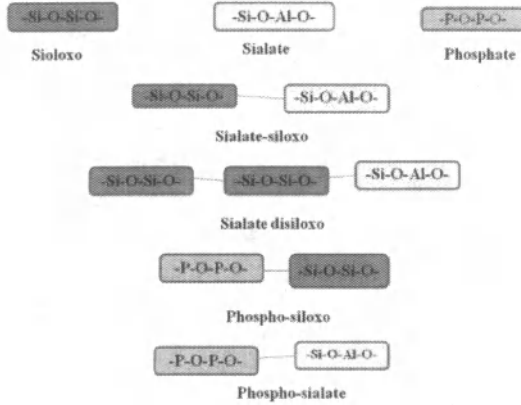 -Si-O-Si-O- -Si-O-Al-O- -P-O-P-O-
Sioloxo Sialate Phosphate
-Si-O-Si-O- -Si-O-Al-O-
Sialate-siloxo
-Si-O-Si-O- -Si-O-Si-O- -Si-O-Al-O-
Sialate disiloxo
-P-O-P-O- -Si-O-Si-O-
Phospho-siloxo
-P-O-P-O- -Si-O-Al-O-
Phospho-sialate